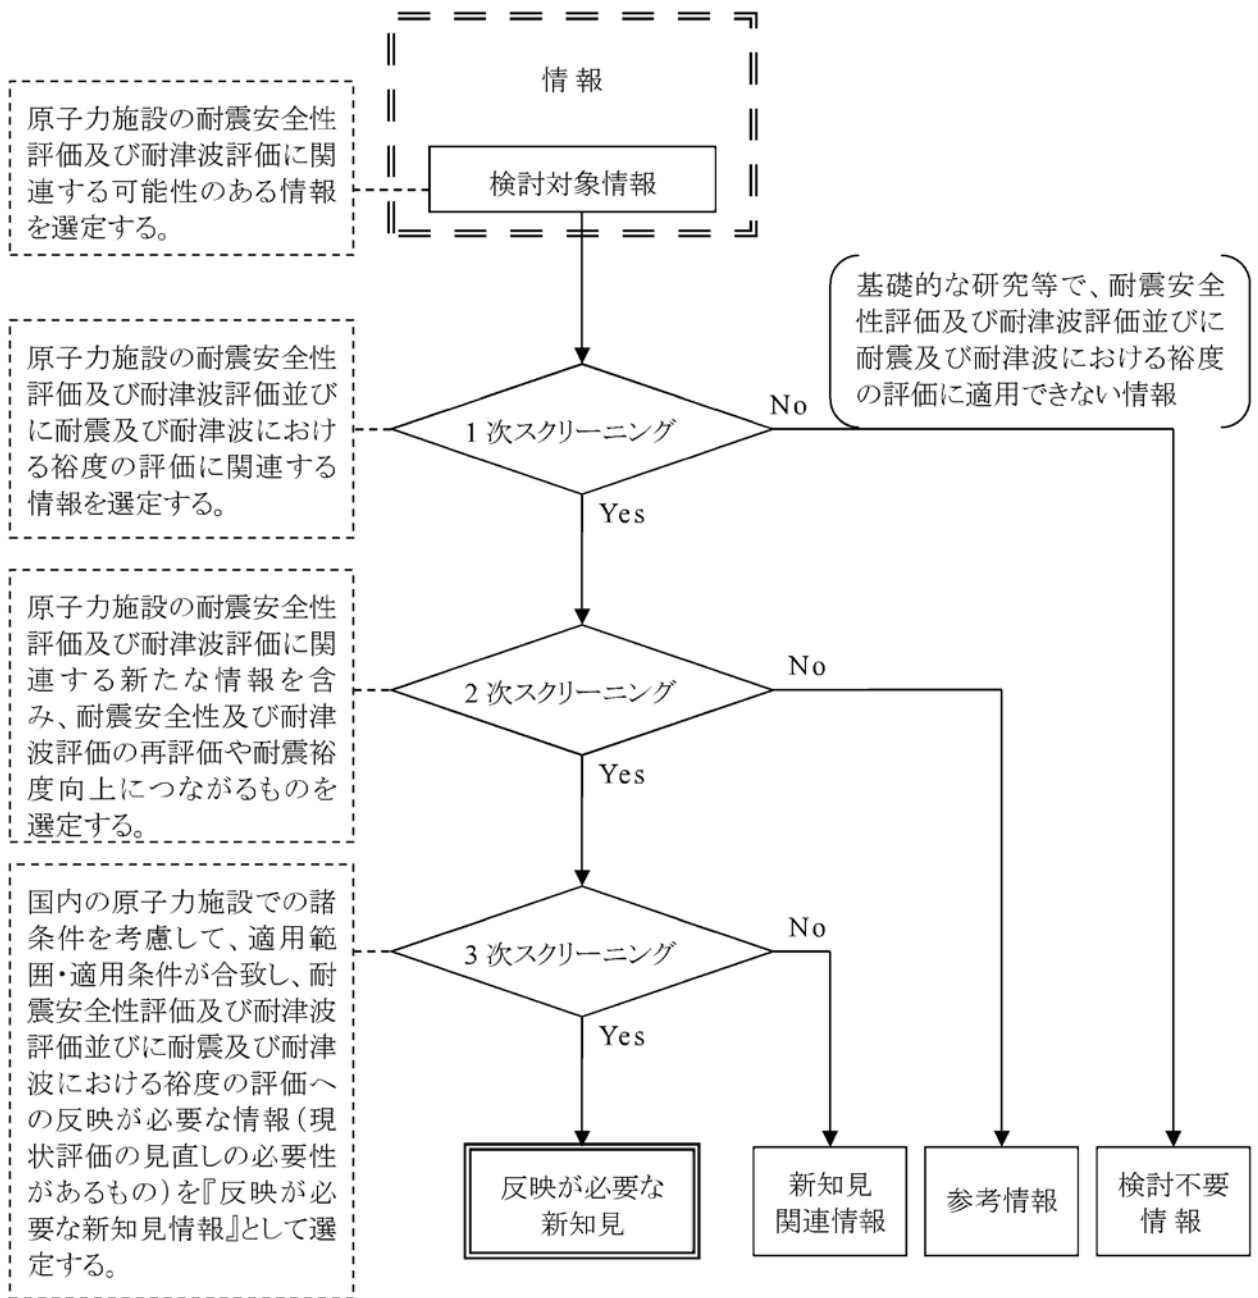 情 報
検討対象情報
原子力施設の耐震安全性
評価及び耐津波評価に関
連する可能性のある情報
を選定する。
基礎的な研究等で、耐震安全
性評価及び耐津波評価並びに
耐震及び耐津波における裕度
の評価に適用できない情報
原子力施設の耐震安全性
評価及び耐津波評価並び
に耐震及び耐津波におけ
る裕度の評価に関連する
情報を選定する。
1 次スクリーニング
No
Yes
原子力施設の耐震安全性
評価及び耐津波評価に関
連する新たな情報を含
み、耐震安全性及び耐津
波評価の再評価や耐震裕
度向上につながるものを
選定する。
2 次スクリーニング
No
Yes
国内の原子力施設での諸
条件を考慮して、適用範
囲・適用条件が合致し、耐
震安全性評価及び耐津波
評価並びに耐震及び耐津
波における裕度の評価へ
の反映が必要な情報(現
状評価の見直しの必要性
があるもの)を『反映が必
要な新知見情報』として選
定する。
3 次スクリーニング
No
Yes
反映が必要な
新知見
新知見
関連情報
参考情報
検討不要
情 報